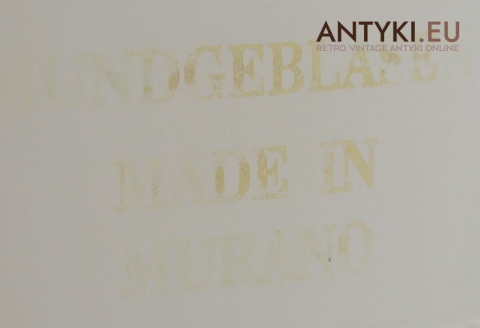 ANTYKI.EU
RETRO VINTAGE ANTYKI ONLINE
MUNDGEBLASEN
MADE IN
MURANO